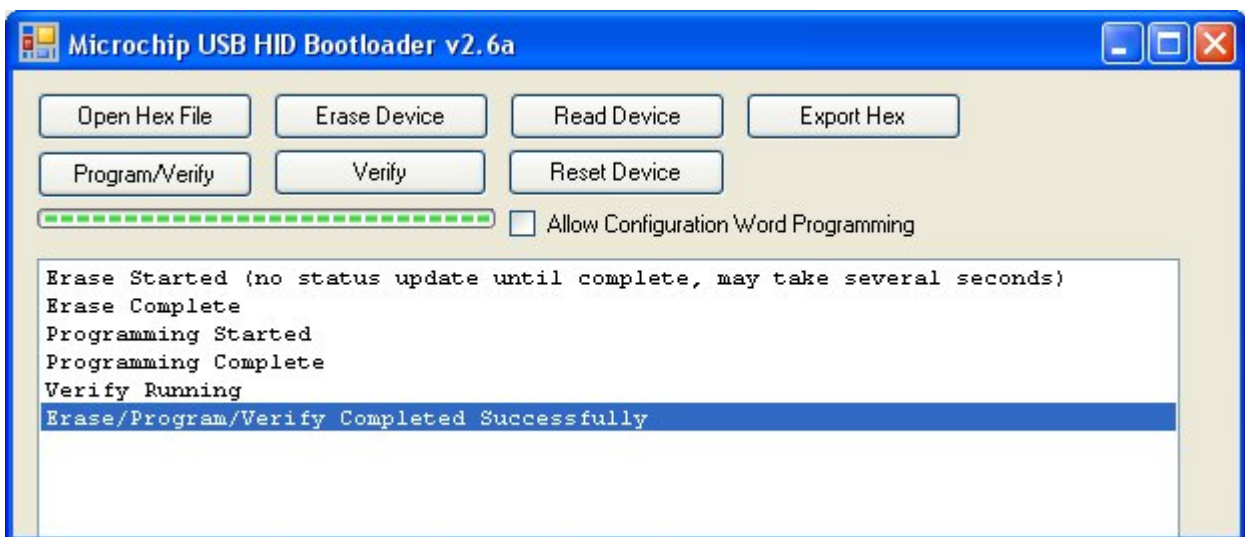 Microchip USB HID Bootloader v2.6a
Open Hex File Erase Device Read Device Export Hex
Program/Verify Verify Reset Device
Allow Configuration Word Programming
Erase Started (no status update until complete, may take several seconds)
Erase Complete
Programming Started
Programming Complete
Verify Running
Erase/Program/Verify Completed Successfully